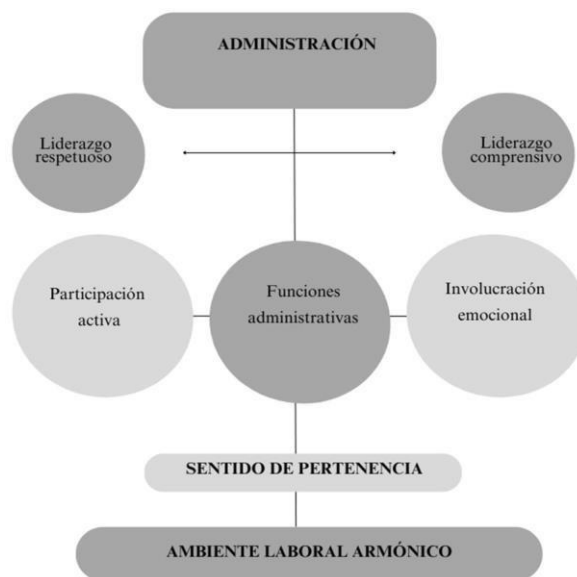 ADMINISTRACIÓN
Liderazgo
respetuoso
Liderazgo
comprensivo
Participación
activa
Funciones
administrativas
Involucración
emocional
SENTIDO DE PERTENENCIA
AMBIENTE LABORAL ARMÓNICO